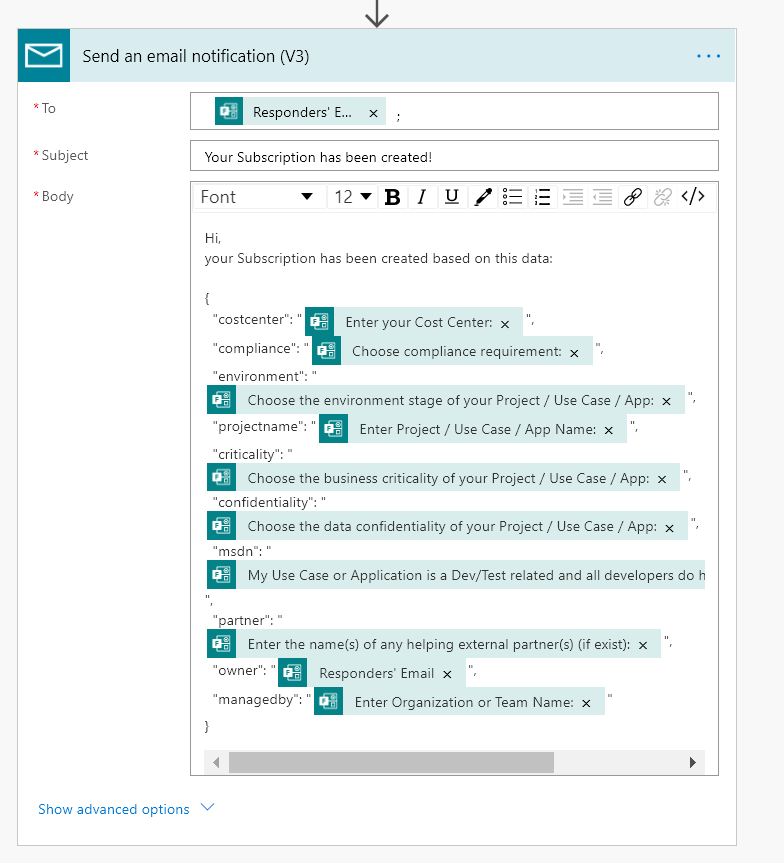 Send an email notification (V3)
* To
Responders' E... × ;
* Subject
Your Subscription has been created!
* Body
Font 12 B I U </>
Hi,
your Subscription has been created based on this data:
{
"costcenter": " Enter your Cost Center: × ",
"compliance": " Choose compliance requirement: × ",
"environment": "
Choose the environment stage of your Project / Use Case / App: × ",
"projectname": " Enter Project / Use Case / App Name: × ",
"criticality": "
Choose the business criticality of your Project / Use Case / App: × ",
"confidentiality": "
Choose the data confidentiality of your Project / Use Case / App: × ",
"msdn": "
My Use Case or Application is a Dev/Test related and all developers do h
",
"partner": "
Enter the name(s) of any helping external partner(s) (if exist): × ",
"owner": " Responders' Email × ",
"managedby": " Enter Organization or Team Name: × "
}
Show advanced options